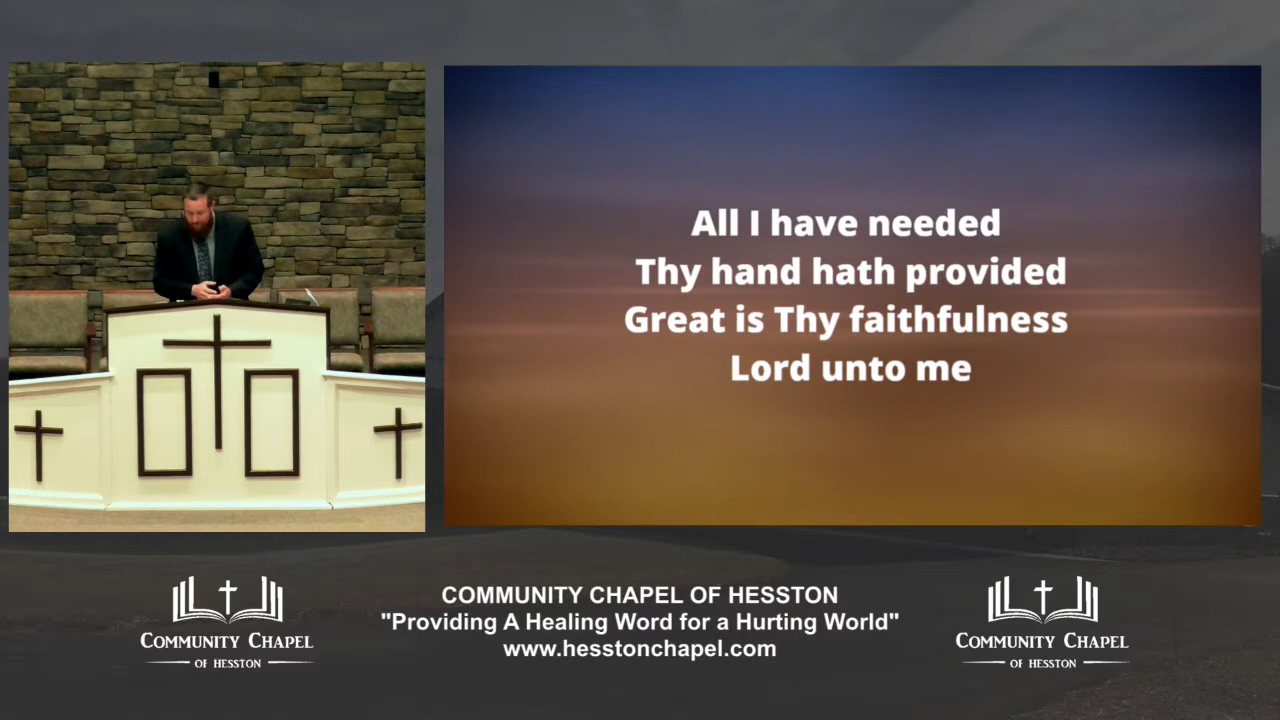 All I have needed
Thy hand hath provided
Great is Thy faithfulness
Lord unto me
COMMUNITY CHAPEL
OF HESSTON
COMMUNITY CHAPEL OF HESSTON
"Providing A Healing Word for a Hurting World"
www.hesstonchapel.com
COMMUNITY CHAPEL
OF HESSTON